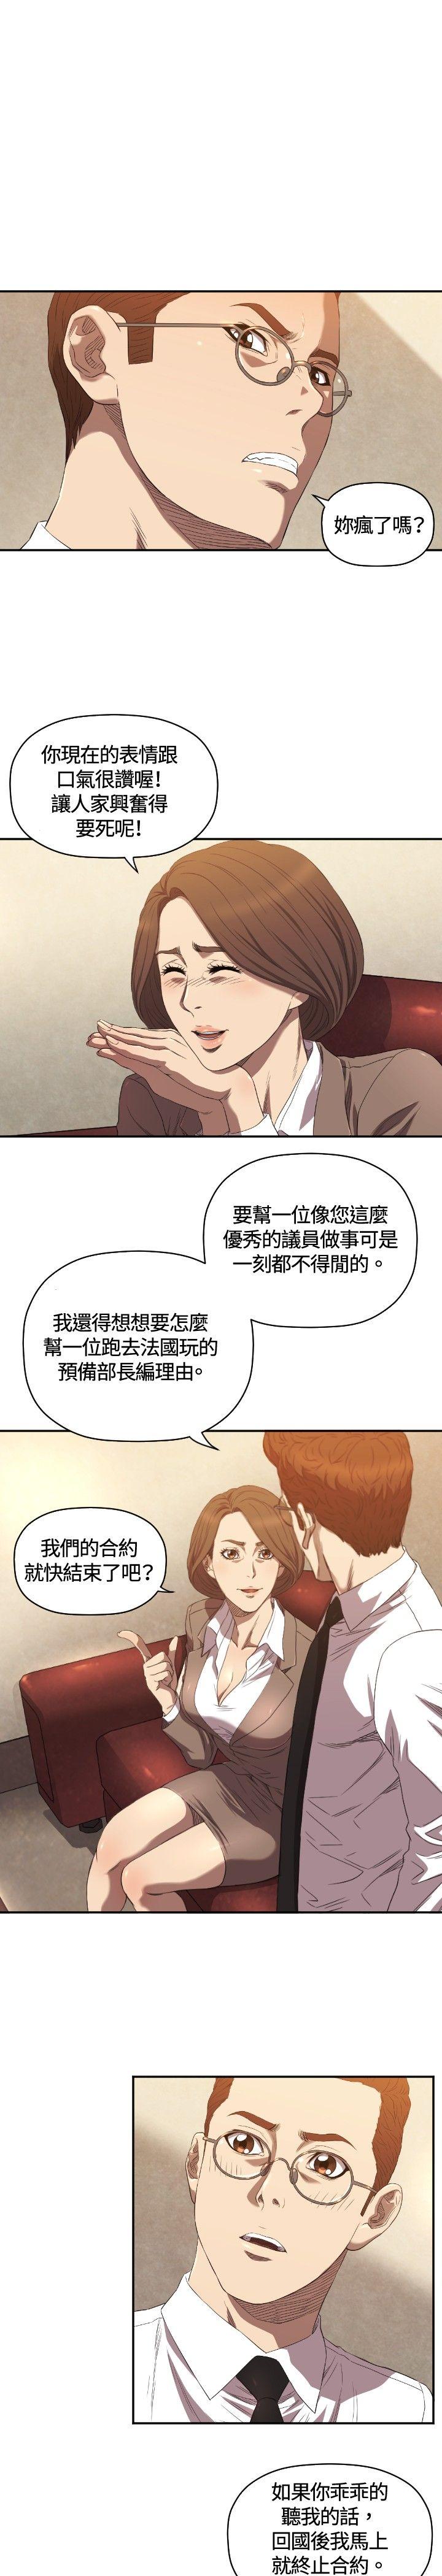 妳瘋了嗎？
你現在的表情跟
口氣很讚喔！
讓人家興奮得
要死呢！
要幫一位像您這麼
優秀的議員做事可是
一刻都不得閒的。
我還得想想要怎麼
幫一位跑去法國玩的
預備部長編理由。
我們的合約
就快結束了吧？
如果你乖乖的
聽我的話，
回國後我馬上
就終止合約。